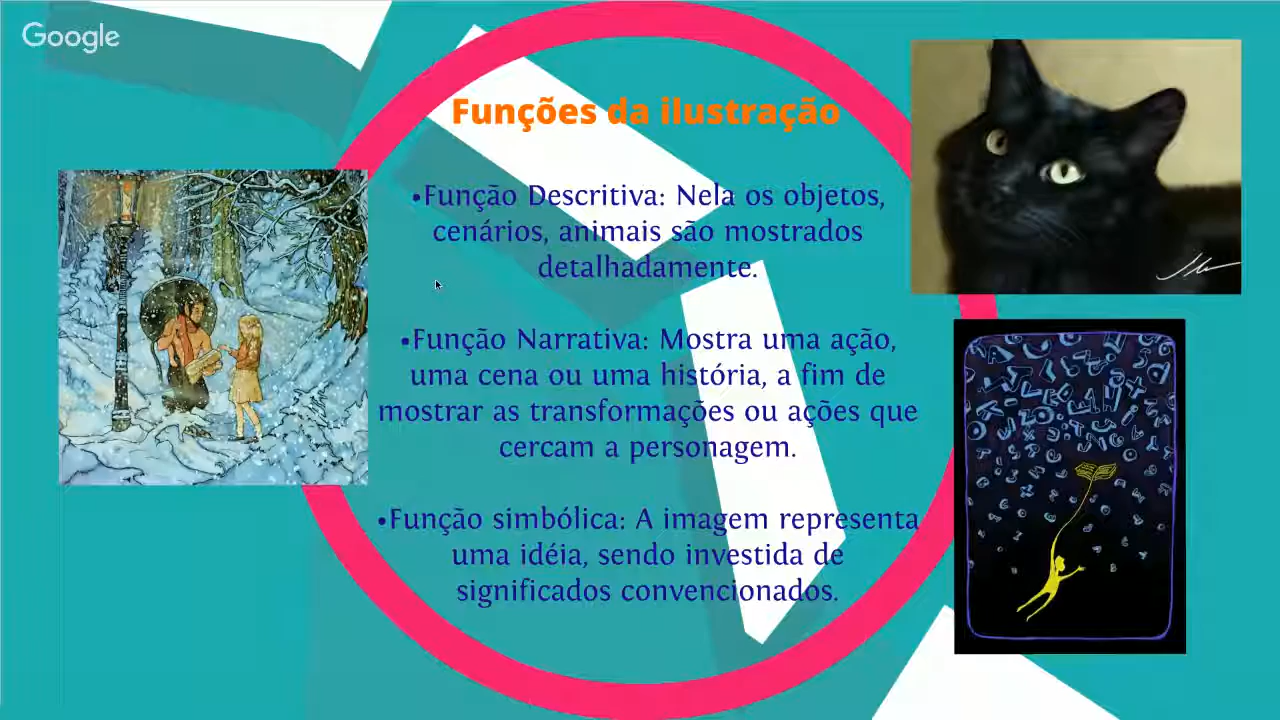 Google
Funções da ilustração
•Função Descritiva: Nela os objetos,
cenários, animais são mostrados
detalhadamente.
•Função Narrativa: Mostra uma ação,
uma cena ou uma história, a fim de
mostrar as transformações ou ações que
cercam a personagem.
•Função simbólica: A imagem representa
uma idéia, sendo investida de
significados convencionados.